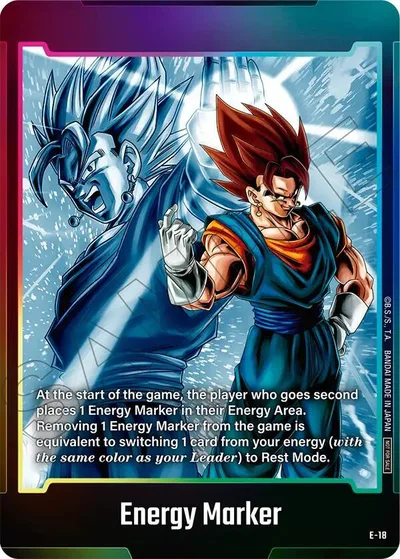 At the start of the game, the player who goes second
places 1 Energy Marker in their Energy Area.
Removing 1 Energy Marker from the game is
equivalent to switching 1 card from your energy (with
the same color as your Leader) to Rest Mode.
©B.S./S., T.A. BANDAI MADE IN JAPAN
NOT FOR SALE
Energy Marker
E-18